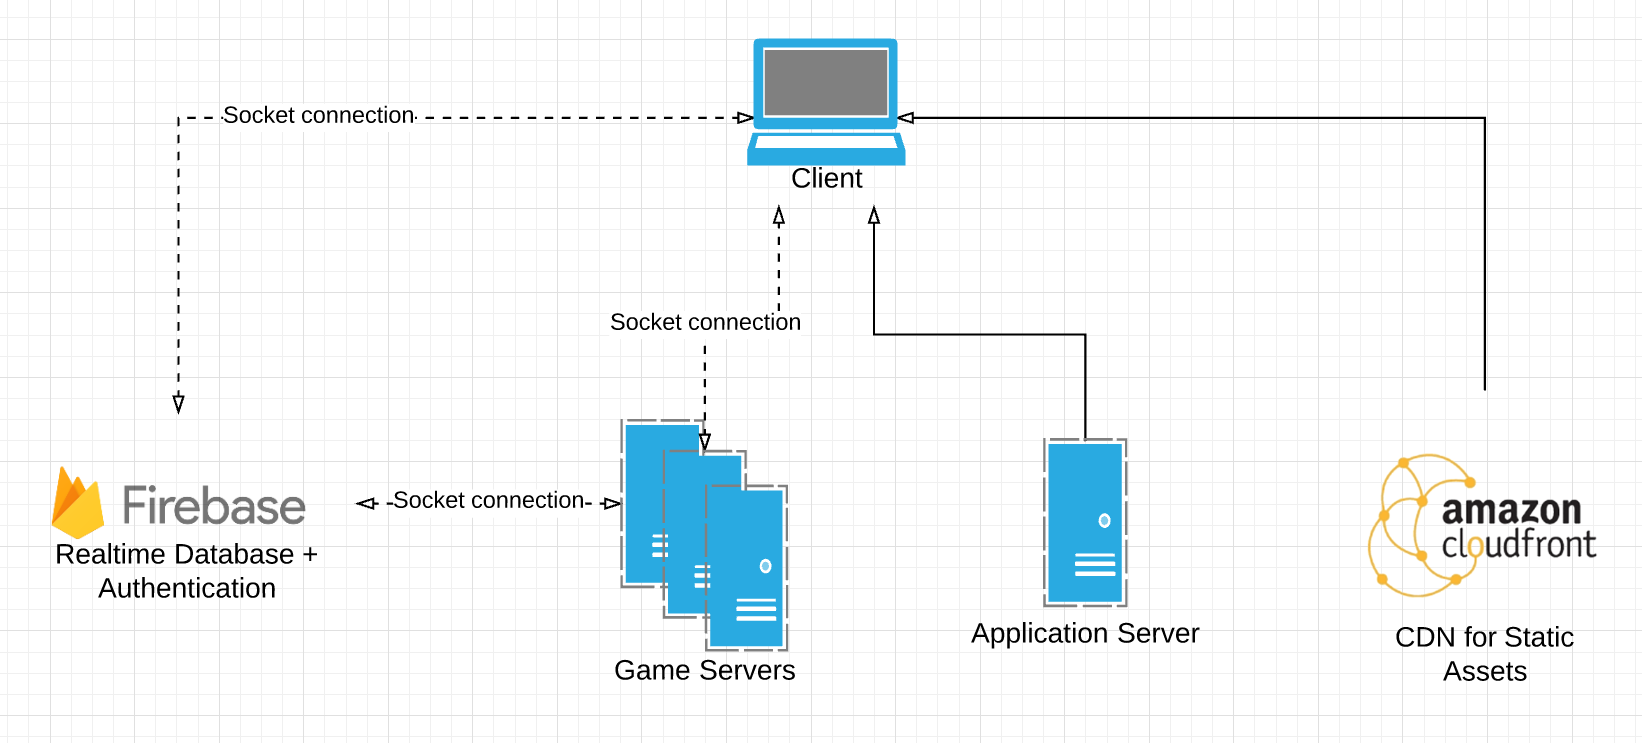 Socket connection
Client
Socket connection
Firebase
Realtime Database +
Authentication
Socket connection
Game Servers
Application Server
amazon
cloudfront
CDN for Static
Assets